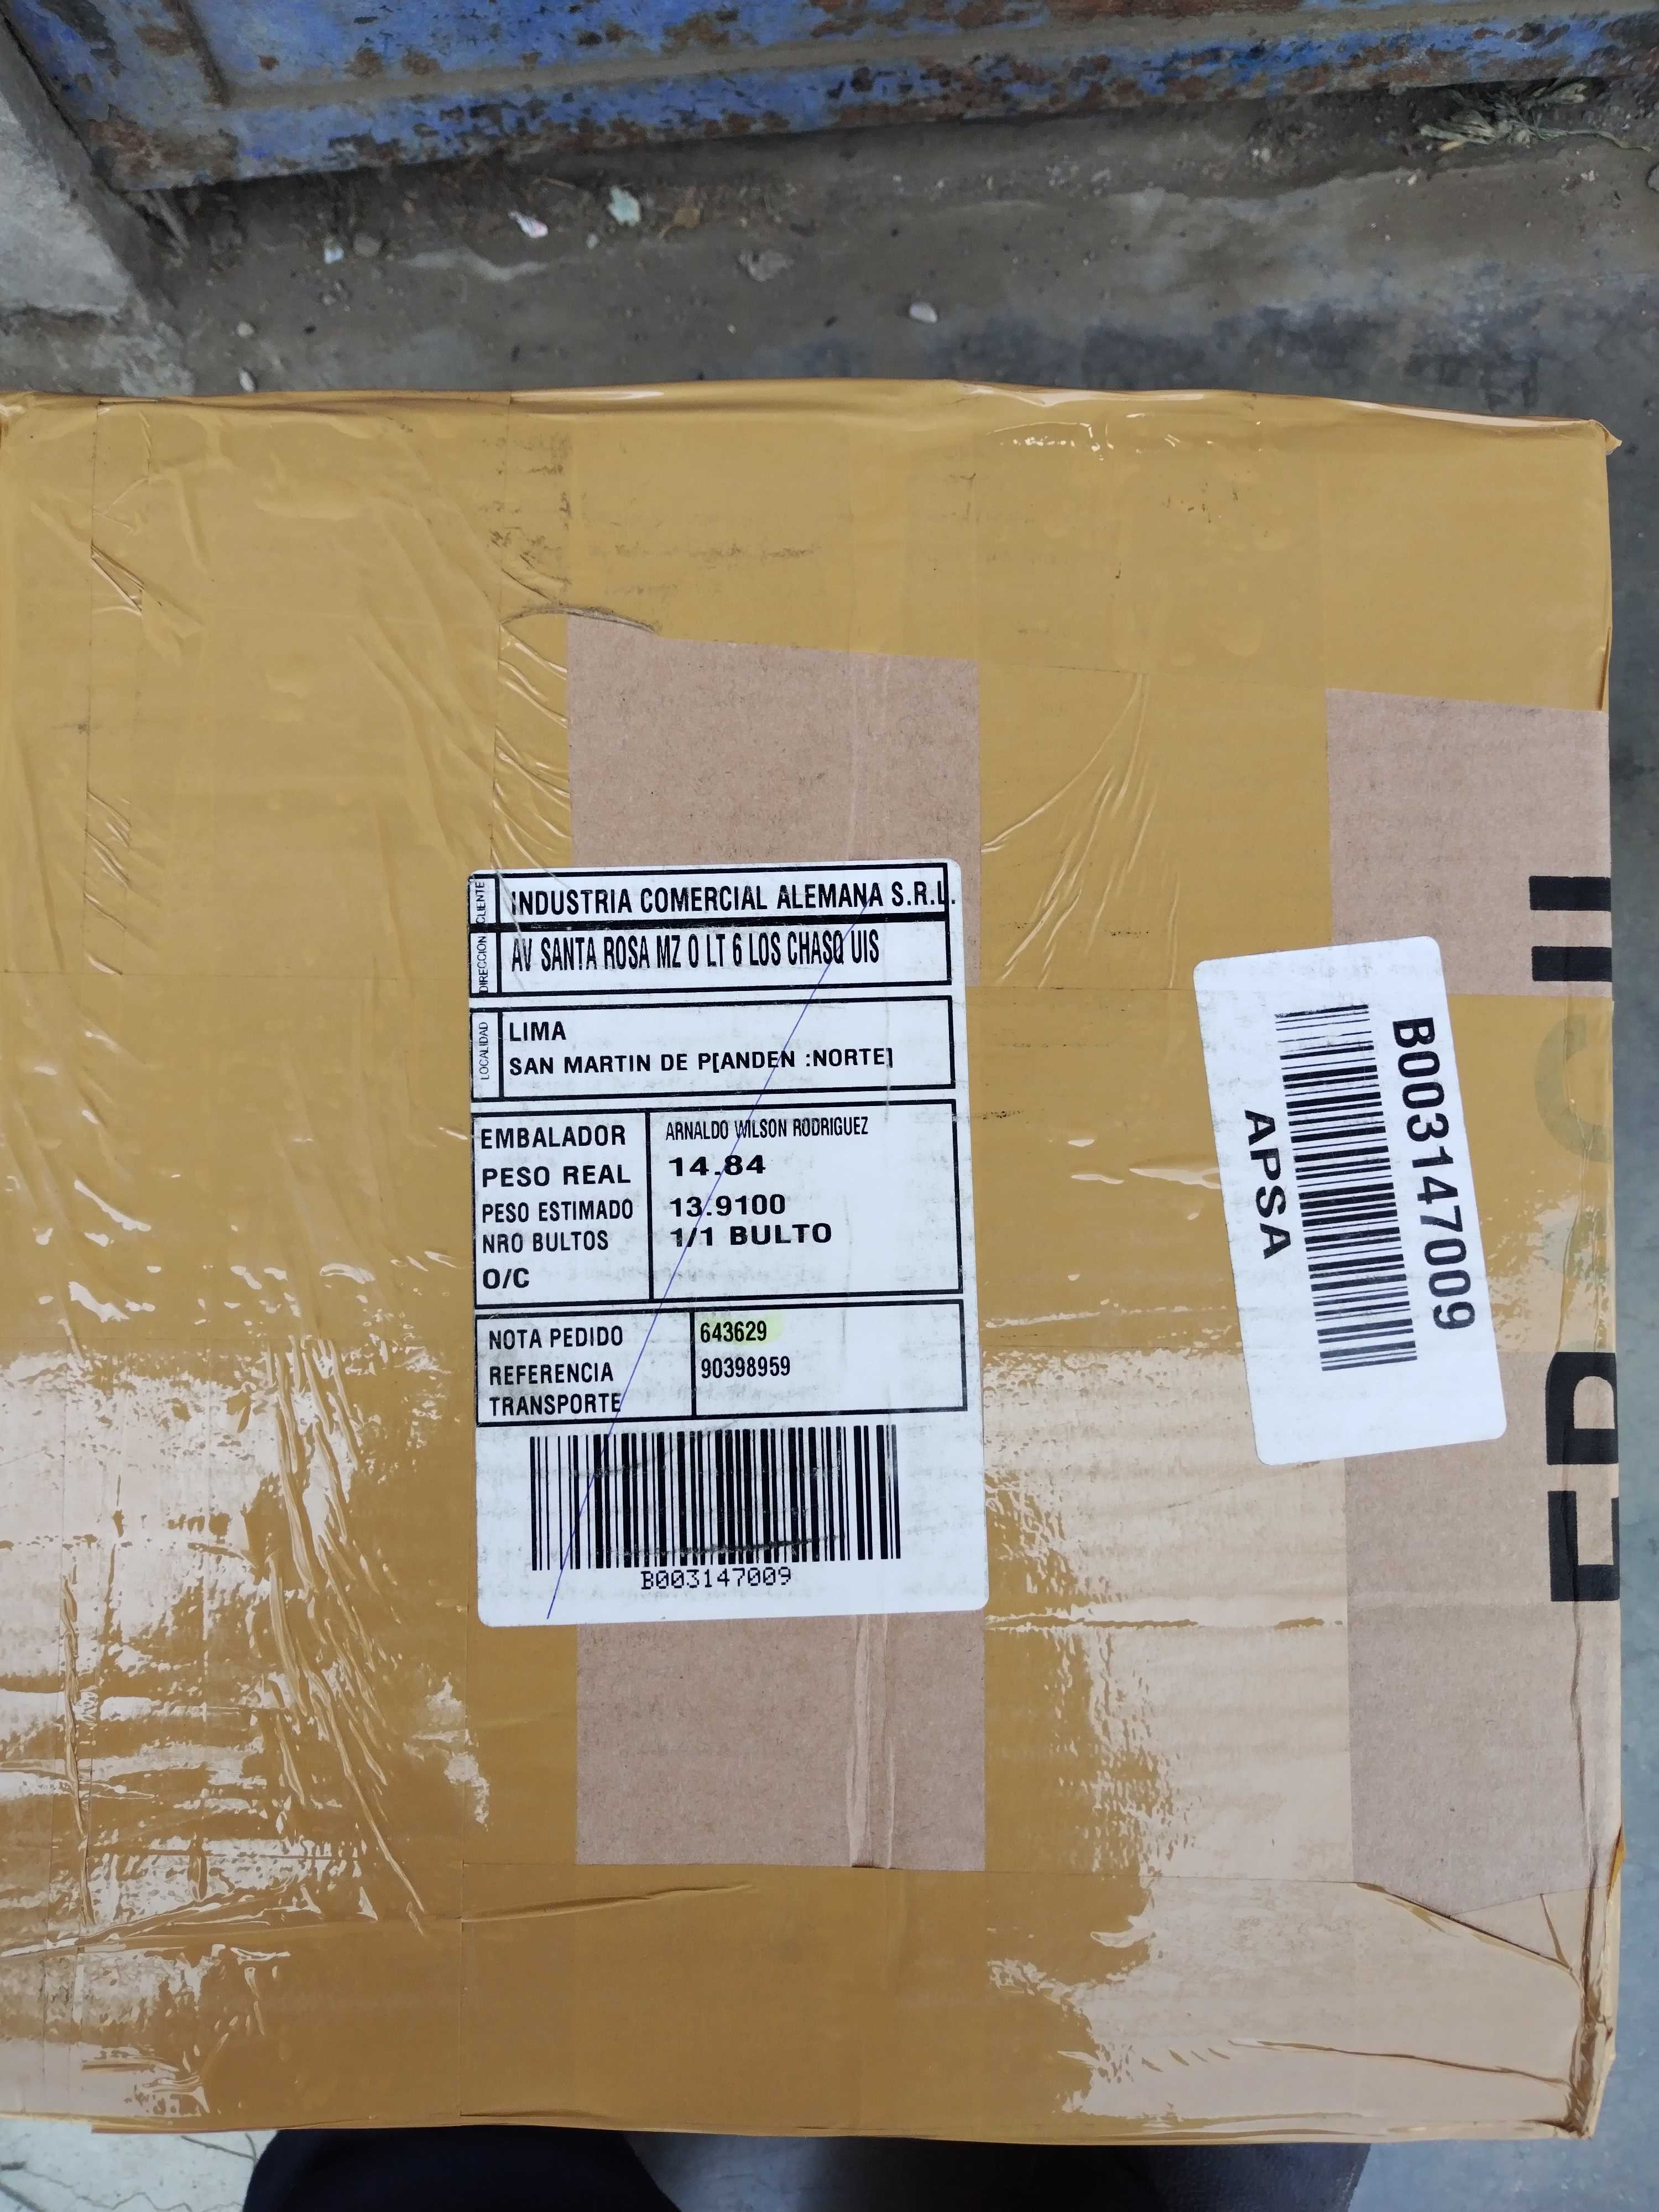 CLIENTE
INDUSTRIA COMERCIAL ALEMANA S.R.L.
DIRECCION
AV SANTA ROSA MZ O LT 6 LOS CHASQ UIS
LOCALIDAD
LIMA
SAN MARTIN DE P[ANDEN :NORTE]
EMBALADOR ARNALDO WILSON RODRIGUEZ
PESO REAL 14.84
PESO ESTIMADO 13.9100
NRO BULTOS 1/1 BULTO
O/C
NOTA PEDIDO 643629
REFERENCIA 90398959
TRANSPORTE
B003147009
B003147009
APSA